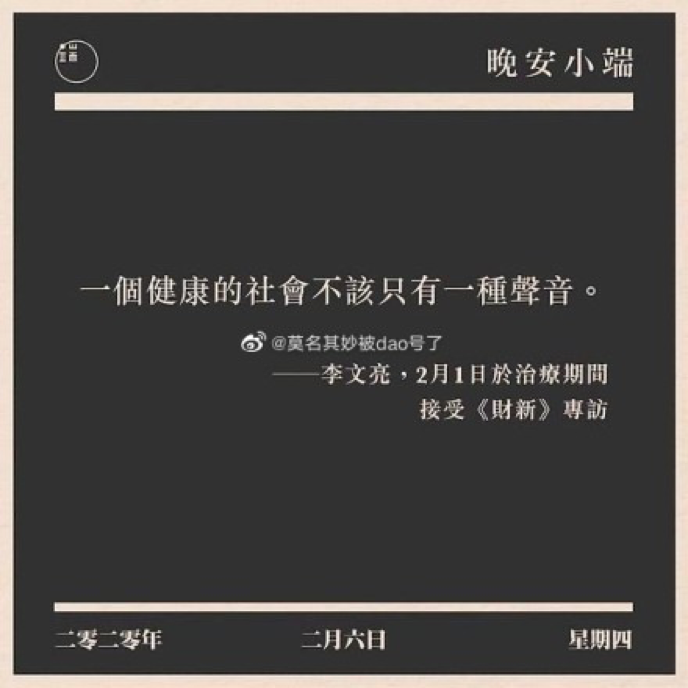 端
晚安小端
一個健康的社會不該只有一種聲音。
@莫名其妙被dao号了
——李文亮，2月1日於治療期間
接受《財新》專訪
二零二零年
二月六日
星期四